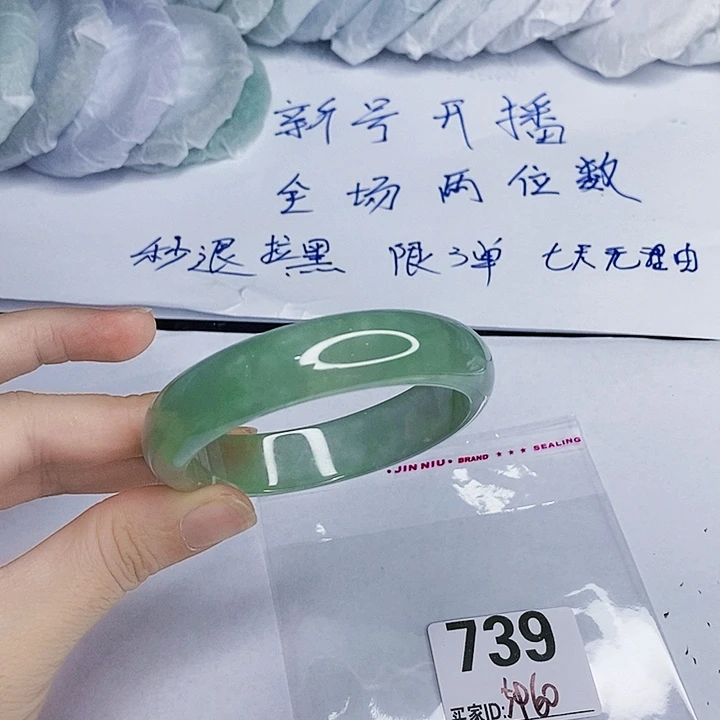 新号开播
全场两位数
秒退拉黑 限3单 七天无理由
JIN NIU BRAND ★★★ SEALING
739
买家ID: